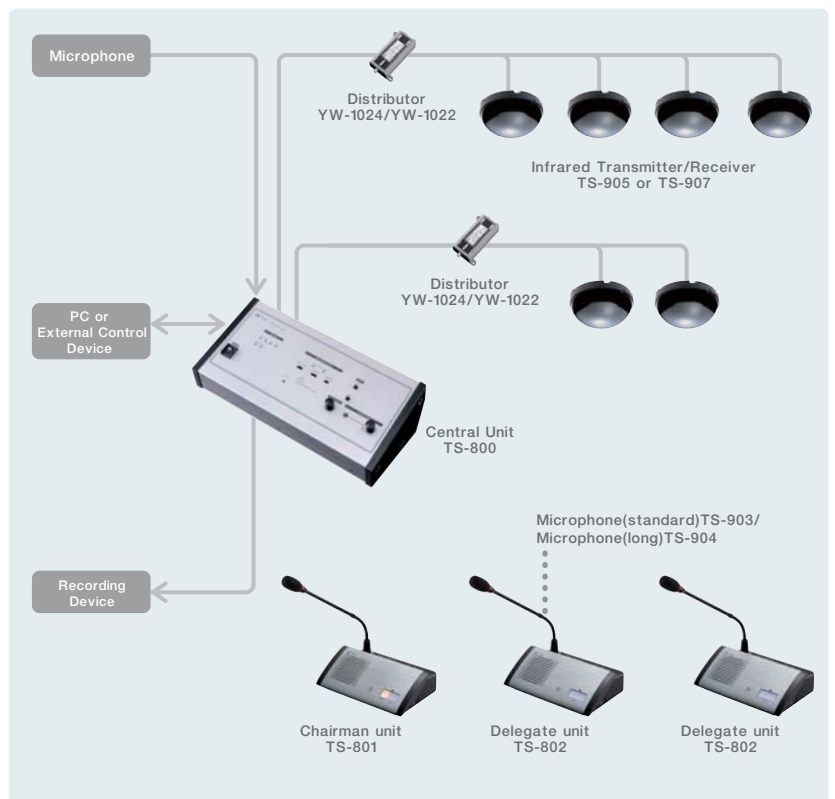 Microphone
Distributor
YW-1024/YW-1022
Infrared Transmitter/Receiver
TS-905 or TS-907
Distributor
YW-1024/YW-1022
PC or
External Control
Device
Central Unit
TS-800
Microphone(standard)TS-903/
Microphone(long)TS-904
Recording
Device
Chairman unit
TS-801
Delegate unit
TS-802
Delegate unit
TS-802